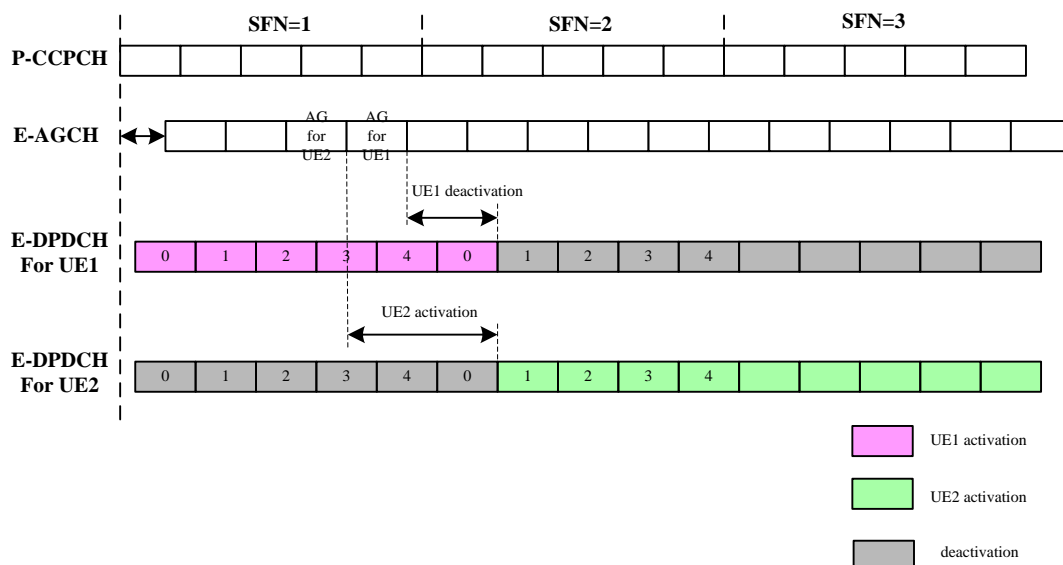 SFN=1 SFN=2 SFN=3
P-CCPCH
E-AGCH
AG
for
UE2
AG
for
UE1
UE1 deactivation
E-DPDCH
For UE1
0 1 2 3 4 0 1 2 3 4
UE2 activation
E-DPDCH
For UE2
0 1 2 3 4 0 1 2 3 4
UE1 activation
UE2 activation
deactivation